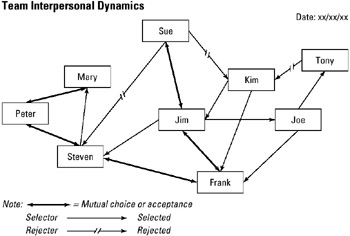 Team Interpersonal Dynamics
Date: xx/xx/xx
Sue
Tony
Mary
Kim
Peter
Jim
Joe
Steven
Frank
Note: = Mutual choice or acceptance
Selector Selected
Rejecter Rejected